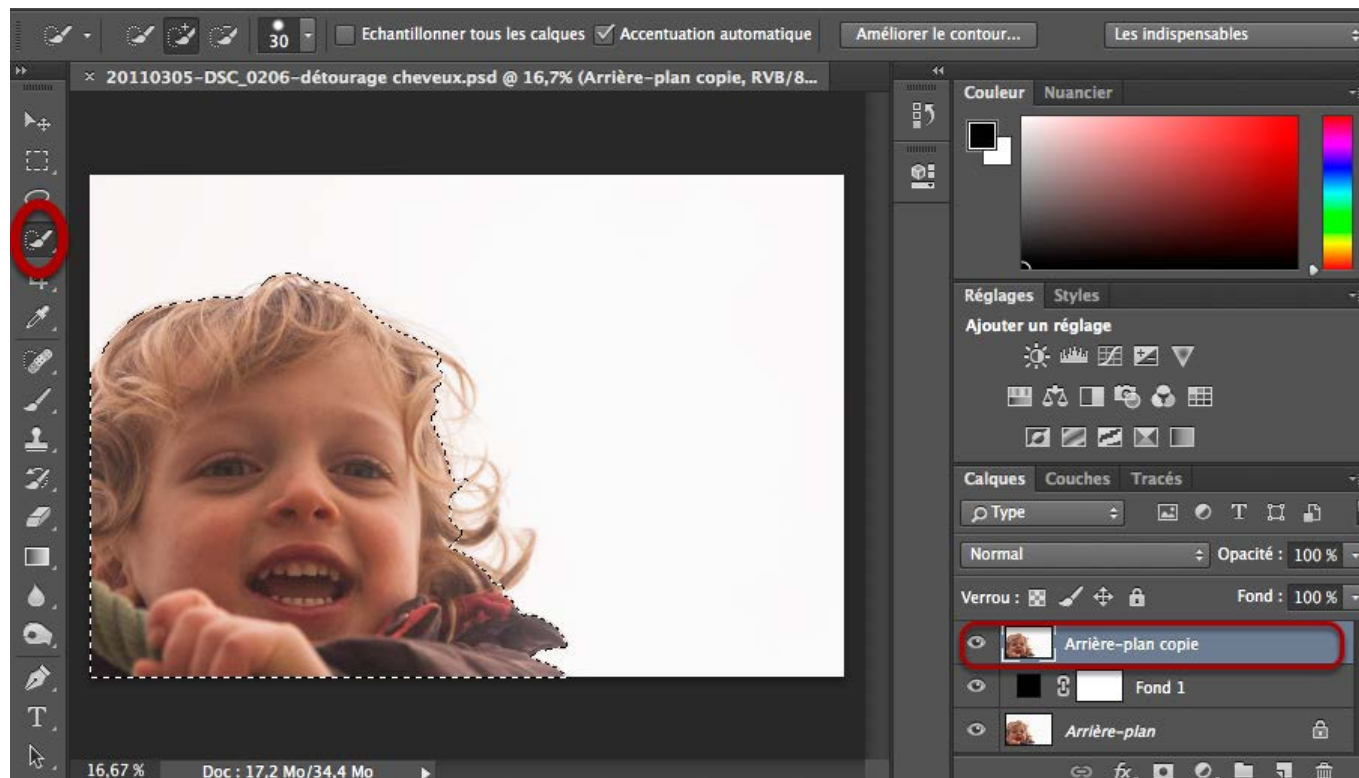 30 Echantillonner tous les calques Accentuation automatique Améliorer le contour... Les indispensables
× 20110305-DSC_0206-détourage cheveux.psd @ 16,7% (Arrière-plan copie, RVB/8...
Couleur Nuancier
Réglages Styles
Ajouter un réglage
Calques Couches Tracés
Type
Normal Opacité : 100 %
Verrou : Fond : 100 %
Arrière-plan copie
Fond 1
Arrière-plan
T
fx
16,67 % Doc : 17,2 Mo/34,4 Mo